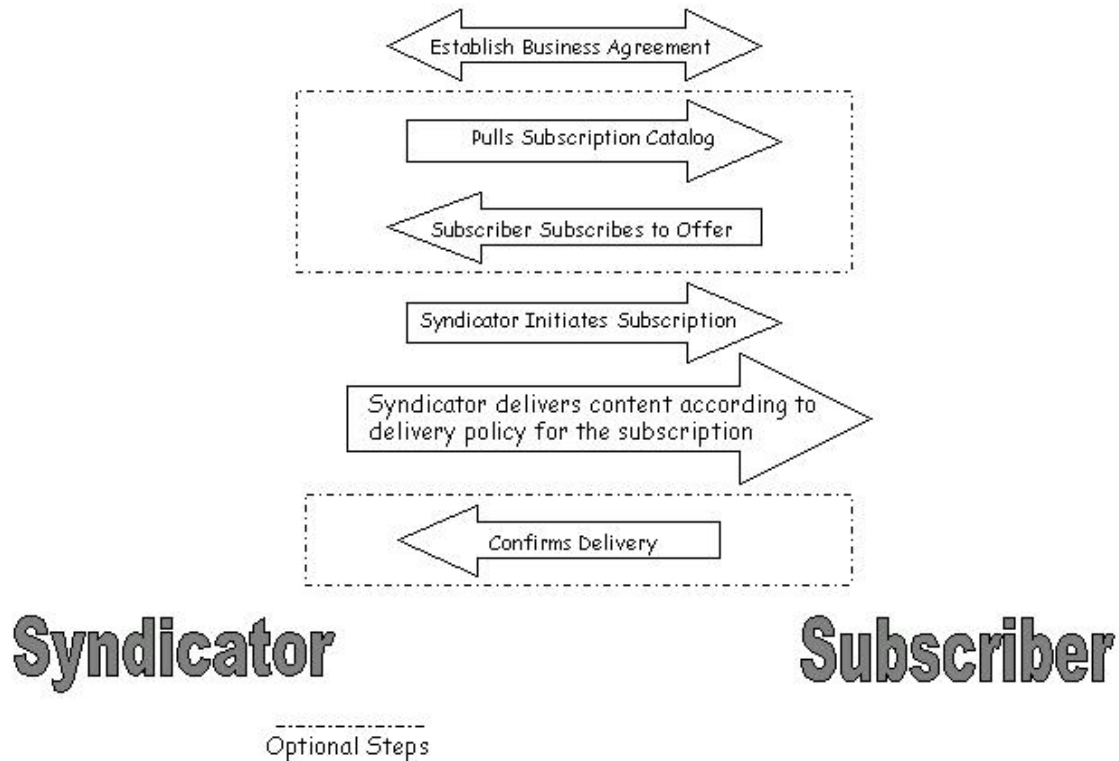 Establish Business Agreement
Pulls Subscription Catalog
Subscriber Subscribes to Offer
Syndicator Initiates Subscription
Syndicator delivers content according to
delivery policy for the subscription
Confirms Delivery
Syndicator
Subscriber
Optional Steps